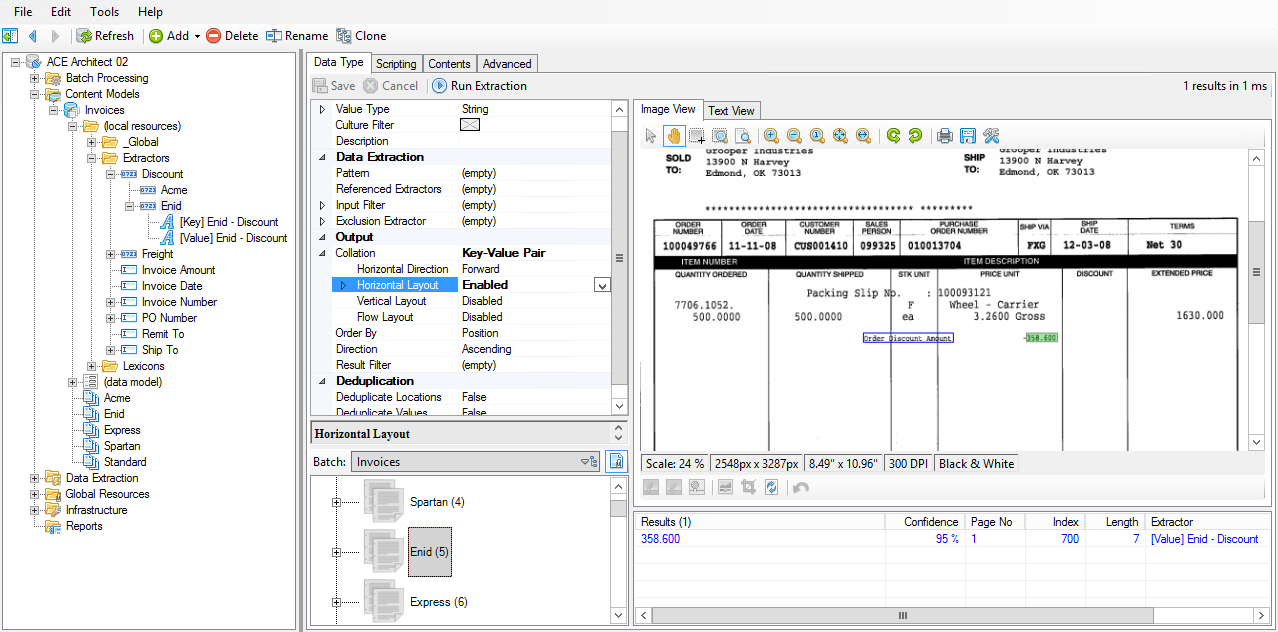 File Edit Tools Help
Refresh Add Delete Rename Clone
ACE Architect 02
Batch Processing
Content Models
Invoices
(local resources)
_Global
Extractors
Discount
Acme
Enid
[Key] Enid - Discount
[Value] Enid - Discount
Freight
Invoice Amount
Invoice Date
Invoice Number
PO Number
Remit To
Ship To
Lexicons
(data model)
Acme
Enid
Express
Spartan
Standard
Data Extraction
Global Resources
Infrastructure
Reports
Data Type Scripting Contents Advanced
Save Cancel Run Extraction 1 results in 1 ms
Value Type String
Culture Filter
Description
Data Extraction
Pattern (empty)
Referenced Extractors (empty)
Input Filter (empty)
Exclusion Extractor (empty)
Output
Collation Key-Value Pair
Horizontal Direction Forward
Horizontal Layout Enabled
Vertical Layout Disabled
Flow Layout Disabled
Order By Position
Direction Ascending
Result Filter (empty)
Deduplication
Deduplicate Locations False
Deduplicate Values False
Horizontal Layout
Batch: Invoices
Spartan (4)
Enid (5)
Express (6)
Image View Text View
Grooper Industries Grooper Industries
SOLD 13900 N Harvey SHIP 13900 N Harvey
TO: Edmond, OK 73013 TO: Edmond, OK 73013
********************************** *********
ORDER NUMBER ORDER DATE CUSTOMER NUMBER SALES PERSON PURCHASE ORDER NUMBER SHIP VIA SHIP DATE TERMS
100049766 11-11-08 CUS001410 099325 010013704 FXG 12-03-08 Net 30
ITEM NUMBER ITEM DESCRIPTION
QUANTITY ORDERED QUANTITY SHIPPED STK UNIT PRICE UNIT DISCOUNT EXTENDED PRICE
Packing Slip No. : 100093121
7706.1052. F Wheel - Carrier
500.0000 500.0000 ea 3.2600 Gross 1630.000
Order Discount Amount -358.600
Scale: 24 % 2548px x 3287px 8.49" x 10.96" 300 DPI Black & White
Results (1) Confidence Page No Index Length Extractor
358.600 95 % 1 700 7 [Value] Enid - Discount